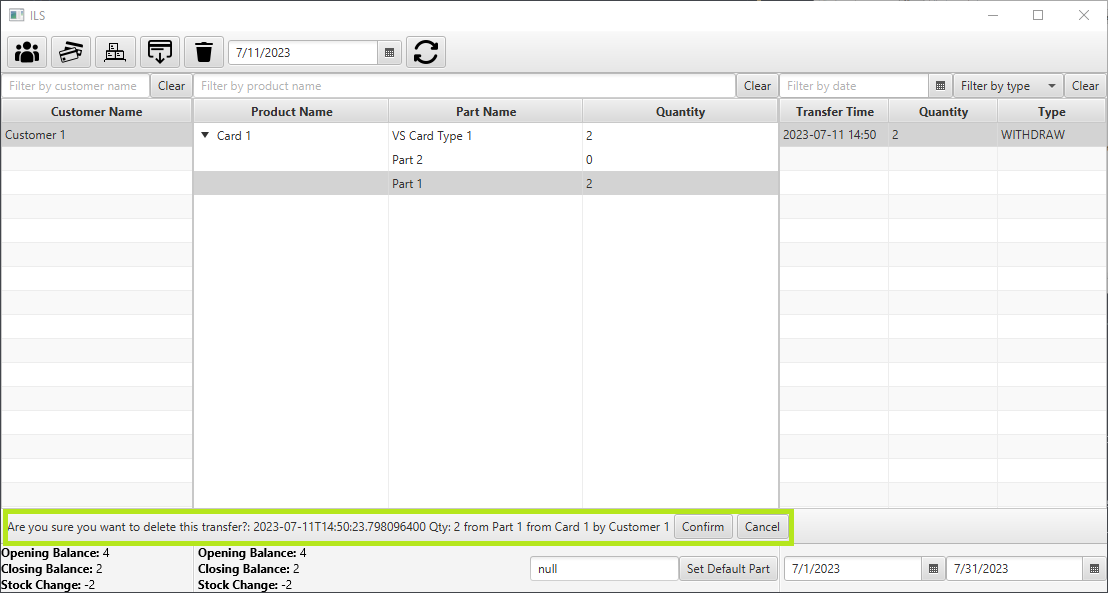 ILS
7/11/2023
Filter by customer name Clear Filter by product name Clear Filter by date Filter by type Clear
Customer Name Product Name Part Name Quantity Transfer Time Quantity Type
Customer 1 Card 1 VS Card Type 1 2 2023-07-11 14:50 2 WITHDRAW
Part 2 0
Part 1 2
Are you sure you want to delete this transfer?: 2023-07-11T14:50:23.798096400 Qty: 2 from Part 1 from Card 1 by Customer 1 Confirm Cancel
Opening Balance: 4 Opening Balance: 4
Closing Balance: 2 Closing Balance: 2 null Set Default Part 7/1/2023 7/31/2023
Stock Change: -2 Stock Change: -2